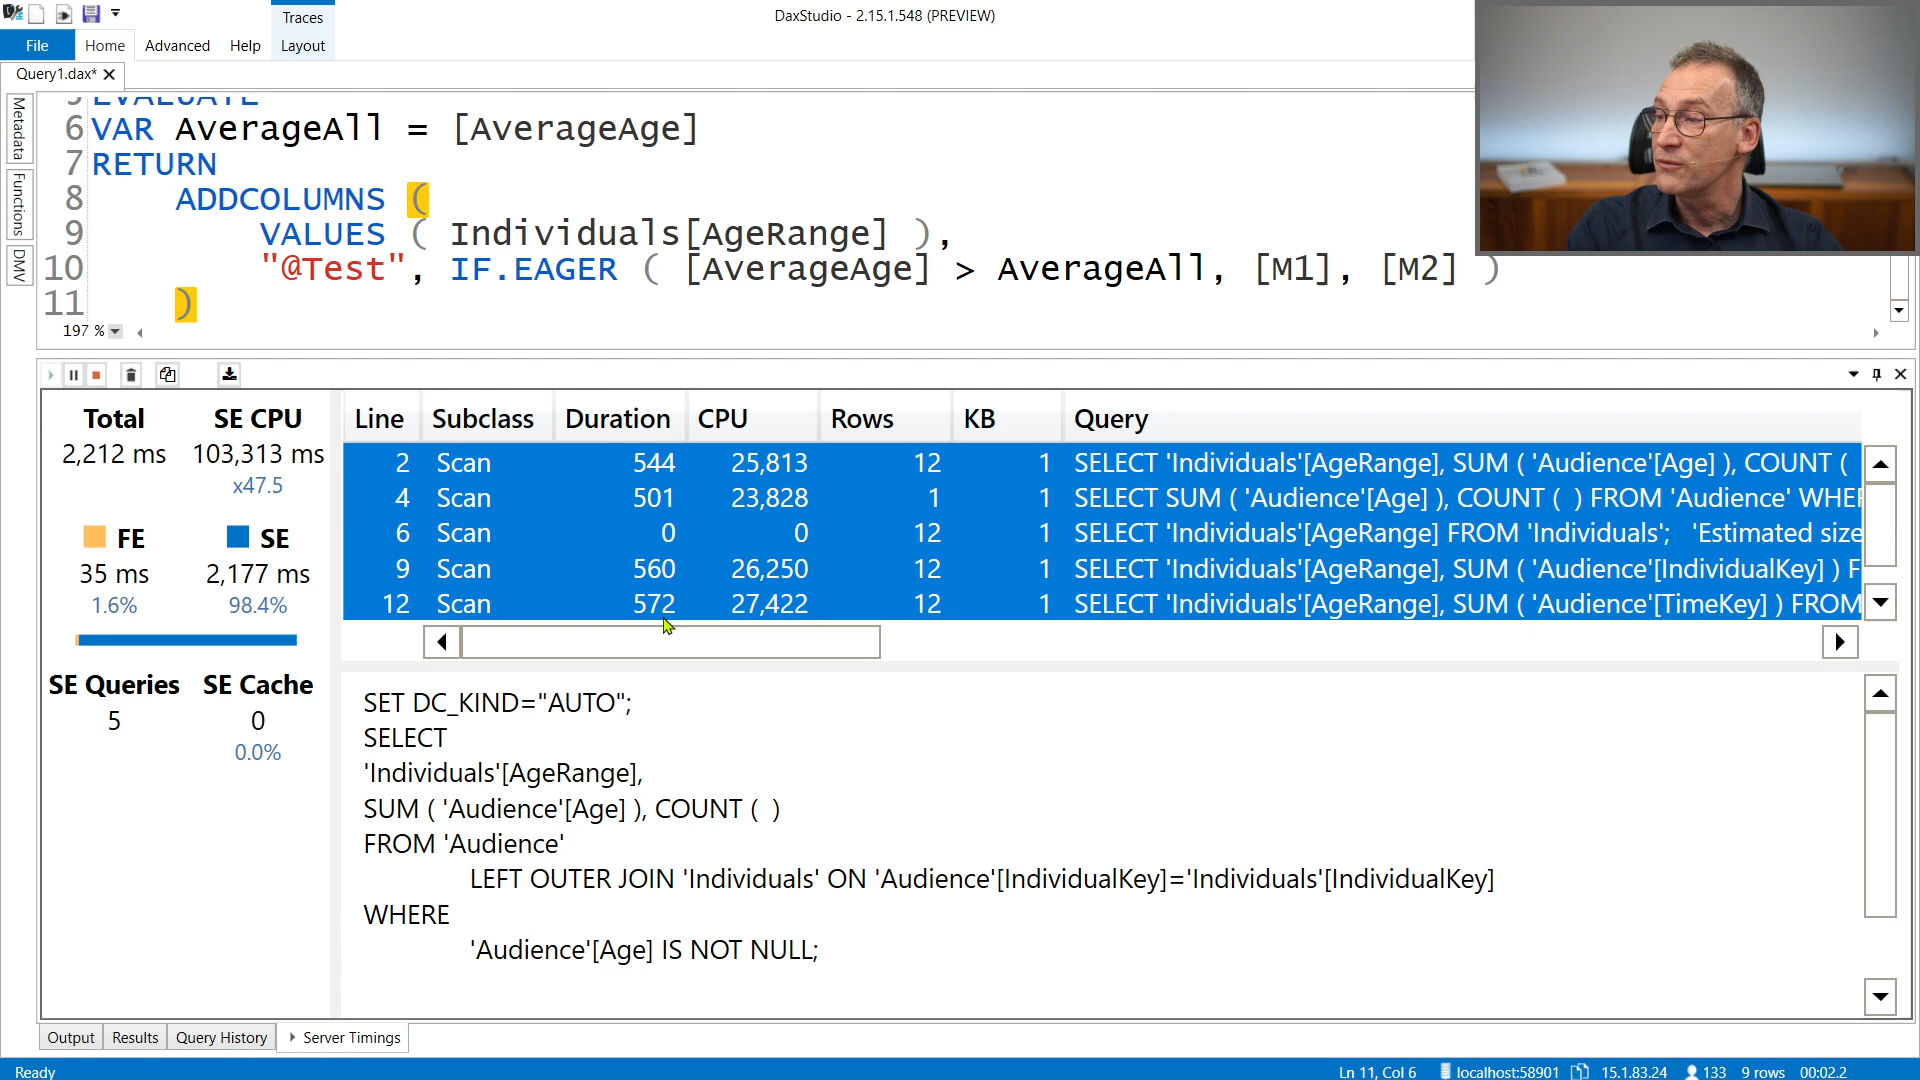 Traces
DaxStudio - 2.15.1.548 (PREVIEW)
File
Home
Advanced
Help
Layout
Query1.dax*
Metadata
Functions
DMV
5 EVALUATE
6 VAR AverageAll = [AverageAge]
7 RETURN
8 ADDCOLUMNS (
9 VALUES ( Individuals[AgeRange] ),
10 "@Test", IF.EAGER ( [AverageAge] > AverageAll, [M1], [M2] )
11 )
197 %
Total
2,212 ms
SE CPU
103,313 ms
x47.5
FE
35 ms
1.6%
SE
2,177 ms
98.4%
SE Queries
5
SE Cache
0
0.0%
Line Subclass Duration CPU Rows KB Query
2 Scan 544 25,813 12 1 SELECT 'Individuals'[AgeRange], SUM ( 'Audience'[Age] ), COUNT (
4 Scan 501 23,828 1 1 SELECT SUM ( 'Audience'[Age] ), COUNT ( ) FROM 'Audience' WHER
6 Scan 0 0 12 1 SELECT 'Individuals'[AgeRange] FROM 'Individuals'; 'Estimated size
9 Scan 560 26,250 12 1 SELECT 'Individuals'[AgeRange], SUM ( 'Audience'[IndividualKey] ) F
12 Scan 572 27,422 12 1 SELECT 'Individuals'[AgeRange], SUM ( 'Audience'[TimeKey] ) FROM
SET DC_KIND="AUTO";
SELECT
'Individuals'[AgeRange],
SUM ( 'Audience'[Age] ), COUNT ( )
FROM 'Audience'
LEFT OUTER JOIN 'Individuals' ON 'Audience'[IndividualKey]='Individuals'[IndividualKey]
WHERE
'Audience'[Age] IS NOT NULL;
Output
Results
Query History
Server Timings
Ready
Ln 11, Col 6
localhost:58901
15.1.83.24
133
9 rows
00:02.2